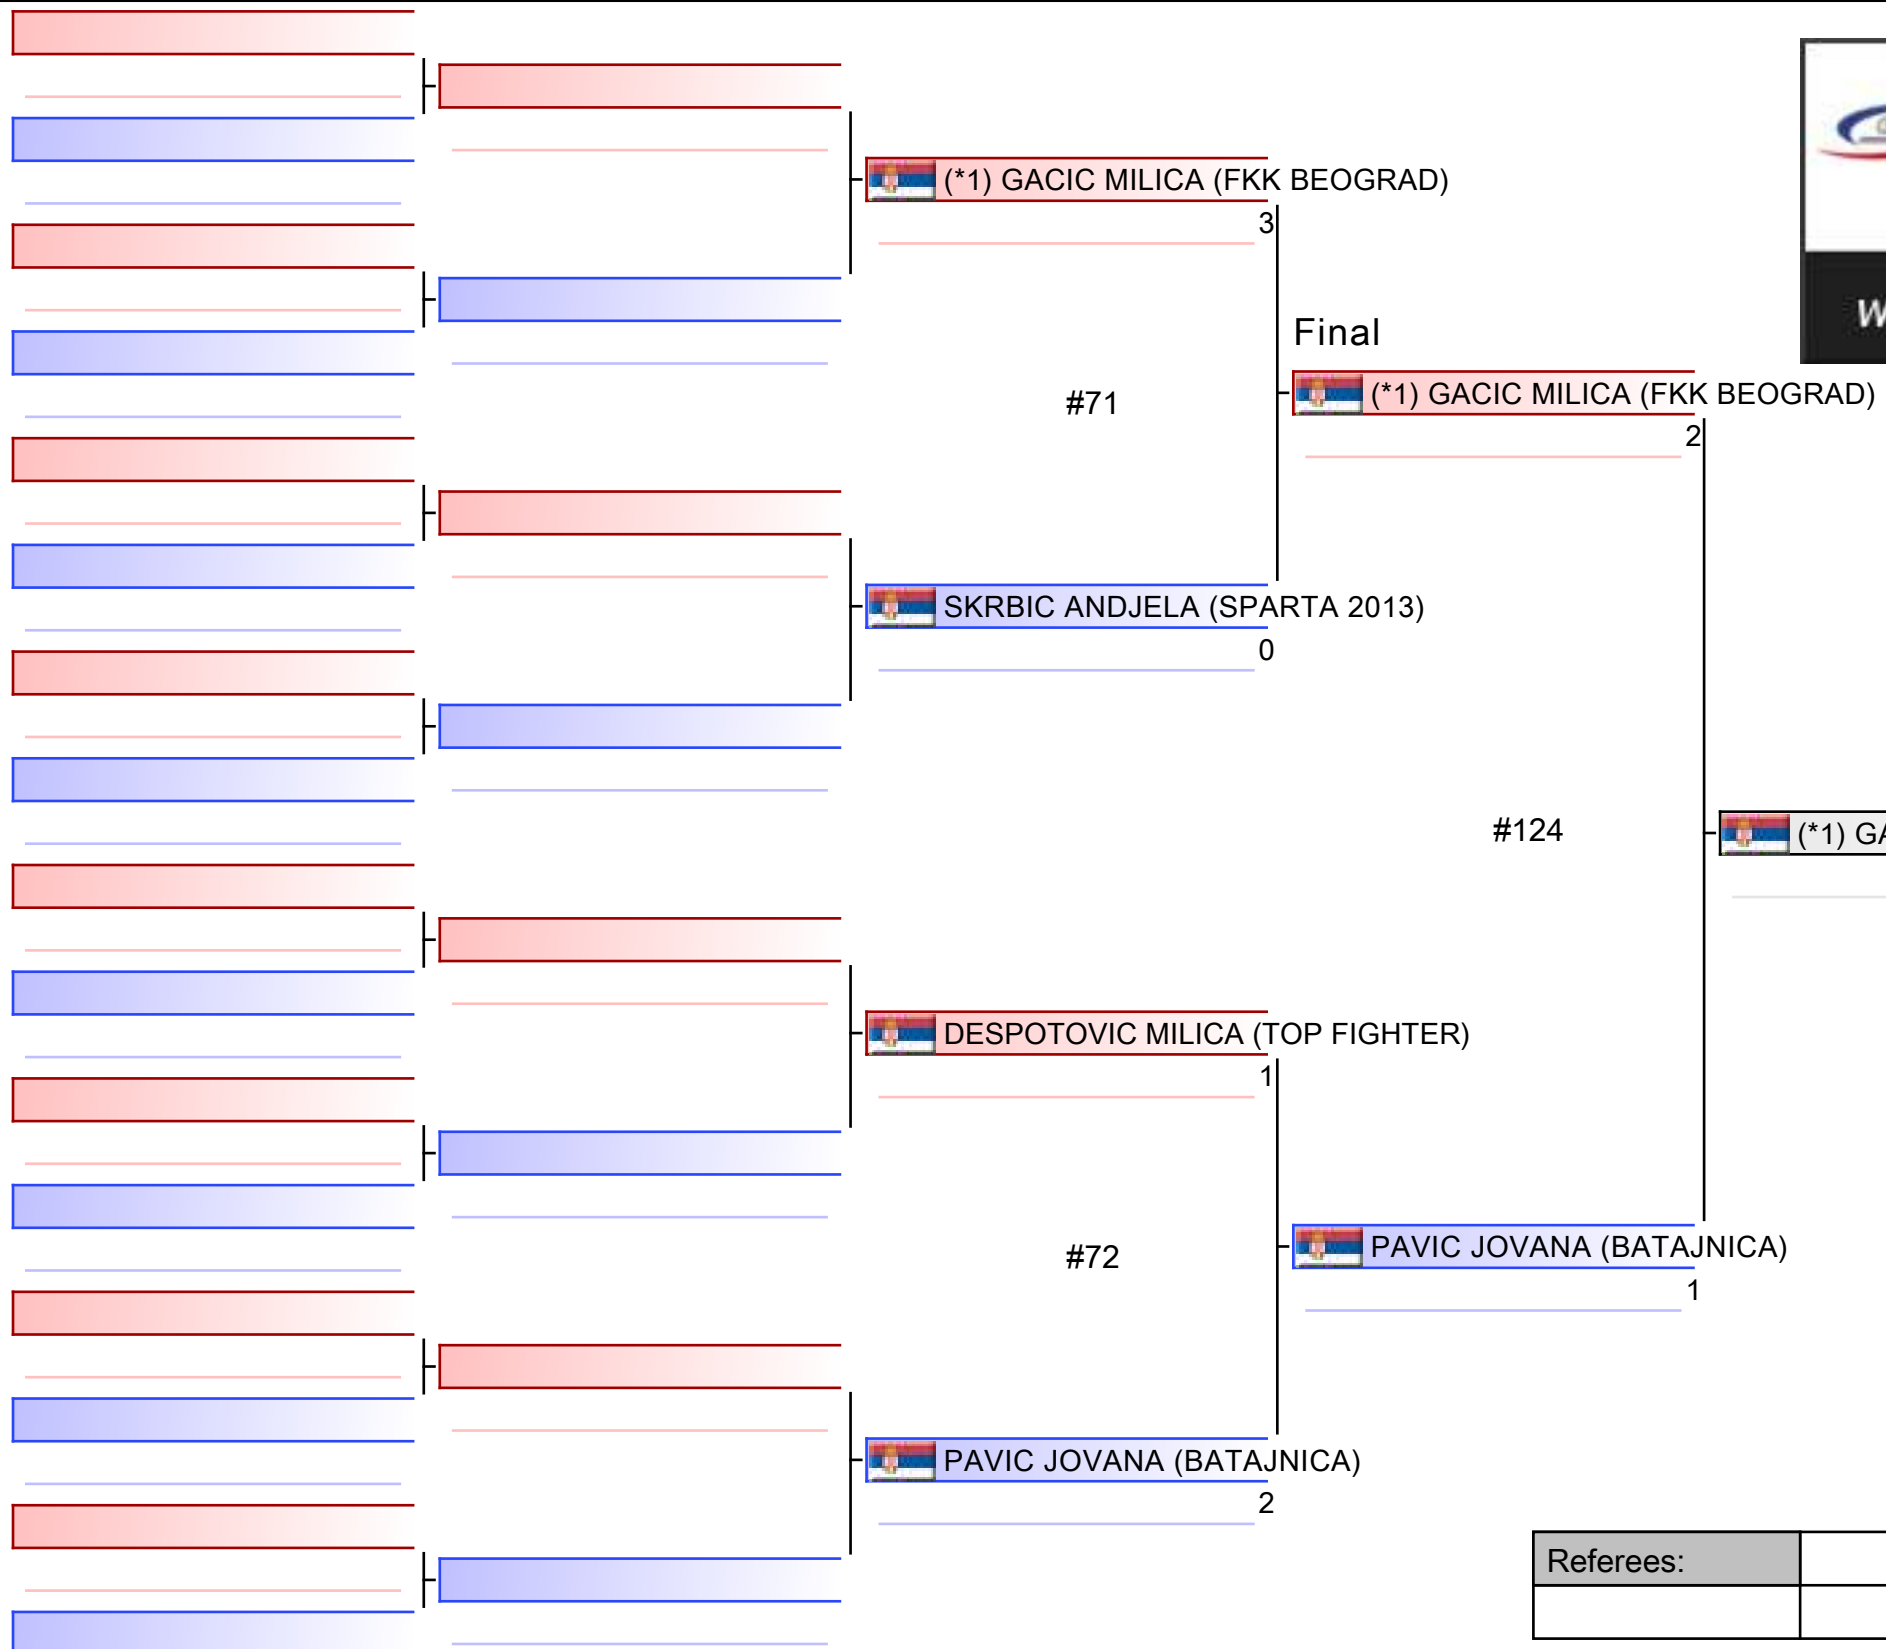 (*1) GACIC MILICA (FKK BEOGRAD)
3
Final
(*1) GACIC MILICA (FKK BEOGRAD)
2
#71
SKRBIC ANDJELA (SPARTA 2013)
0
#124
(*1) GA
DESPOTOVIC MILICA (TOP FIGHTER)
1
#72
PAVIC JOVANA (BATAJNICA)
1
PAVIC JOVANA (BATAJNICA)
2
Referees: